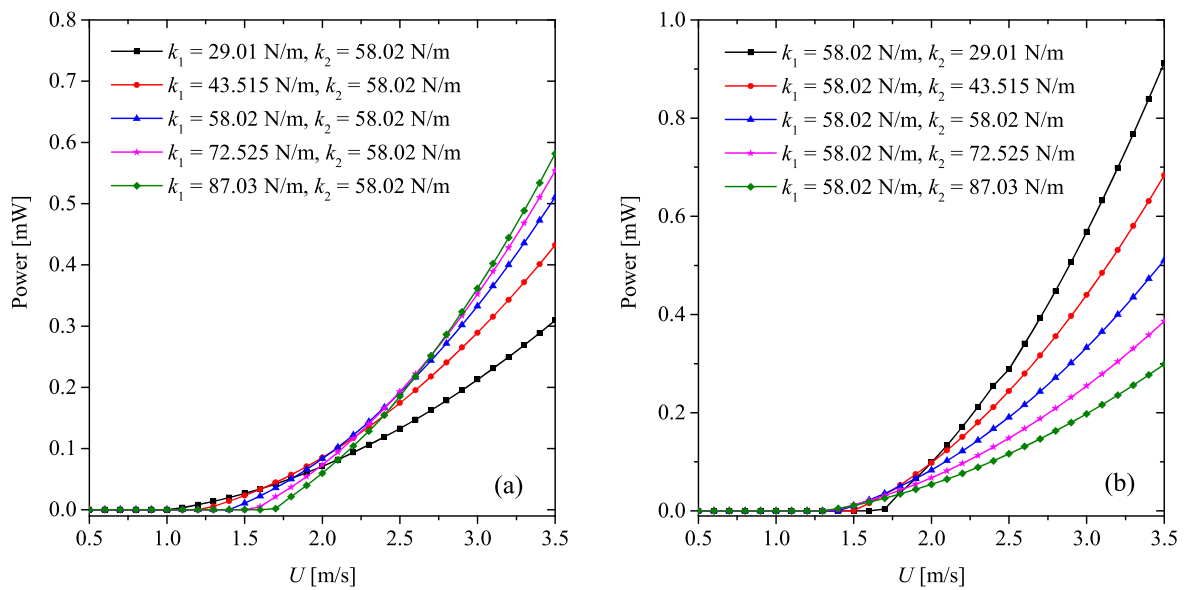 0.8
0.7
0.6
0.5
0.4
0.3
0.2
0.1
0.0
Power [mW]
k₁ = 29.01 N/m, k₂ = 58.02 N/m
k₁ = 43.515 N/m, k₂ = 58.02 N/m
k₁ = 58.02 N/m, k₂ = 58.02 N/m
k₁ = 72.525 N/m, k₂ = 58.02 N/m
k₁ = 87.03 N/m, k₂ = 58.02 N/m
(a)
0.5 1.0 1.5 2.0 2.5 3.0 3.5
U [m/s]
1.0
0.8
0.6
0.4
0.2
0.0
Power [mW]
k₁ = 58.02 N/m, k₂ = 29.01 N/m
k₁ = 58.02 N/m, k₂ = 43.515 N/m
k₁ = 58.02 N/m, k₂ = 58.02 N/m
k₁ = 58.02 N/m, k₂ = 72.525 N/m
k₁ = 58.02 N/m, k₂ = 87.03 N/m
(b)
0.5 1.0 1.5 2.0 2.5 3.0 3.5
U [m/s]